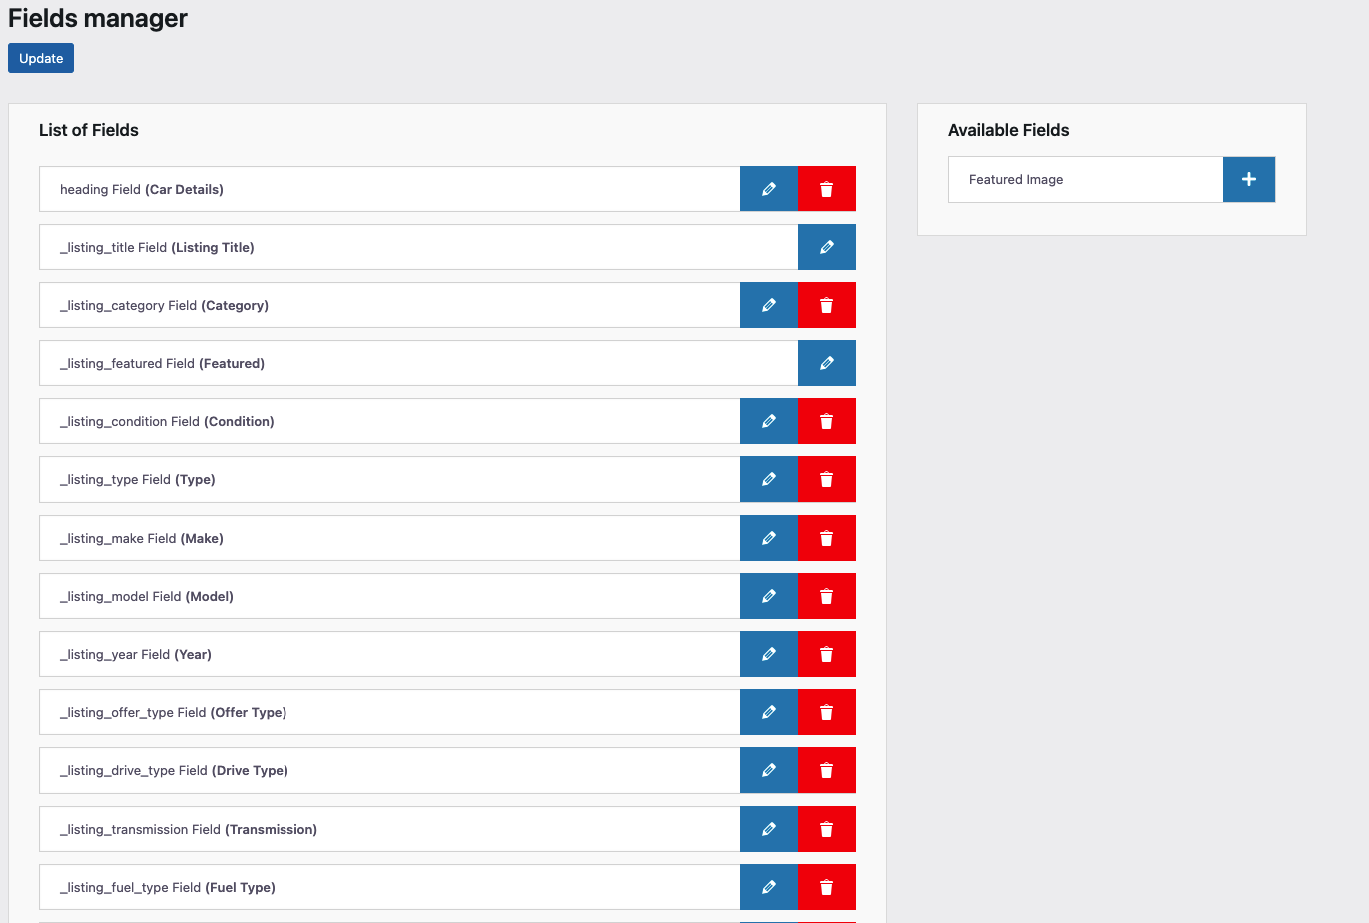 Fields manager
Update
List of Fields
heading Field (Car Details)
_listing_title Field (Listing Title)
_listing_category Field (Category)
_listing_featured Field (Featured)
_listing_condition Field (Condition)
_listing_type Field (Type)
_listing_make Field (Make)
_listing_model Field (Model)
_listing_year Field (Year)
_listing_offer_type Field (Offer Type)
_listing_drive_type Field (Drive Type)
_listing_transmission Field (Transmission)
_listing_fuel_type Field (Fuel Type)
Available Fields
Featured Image